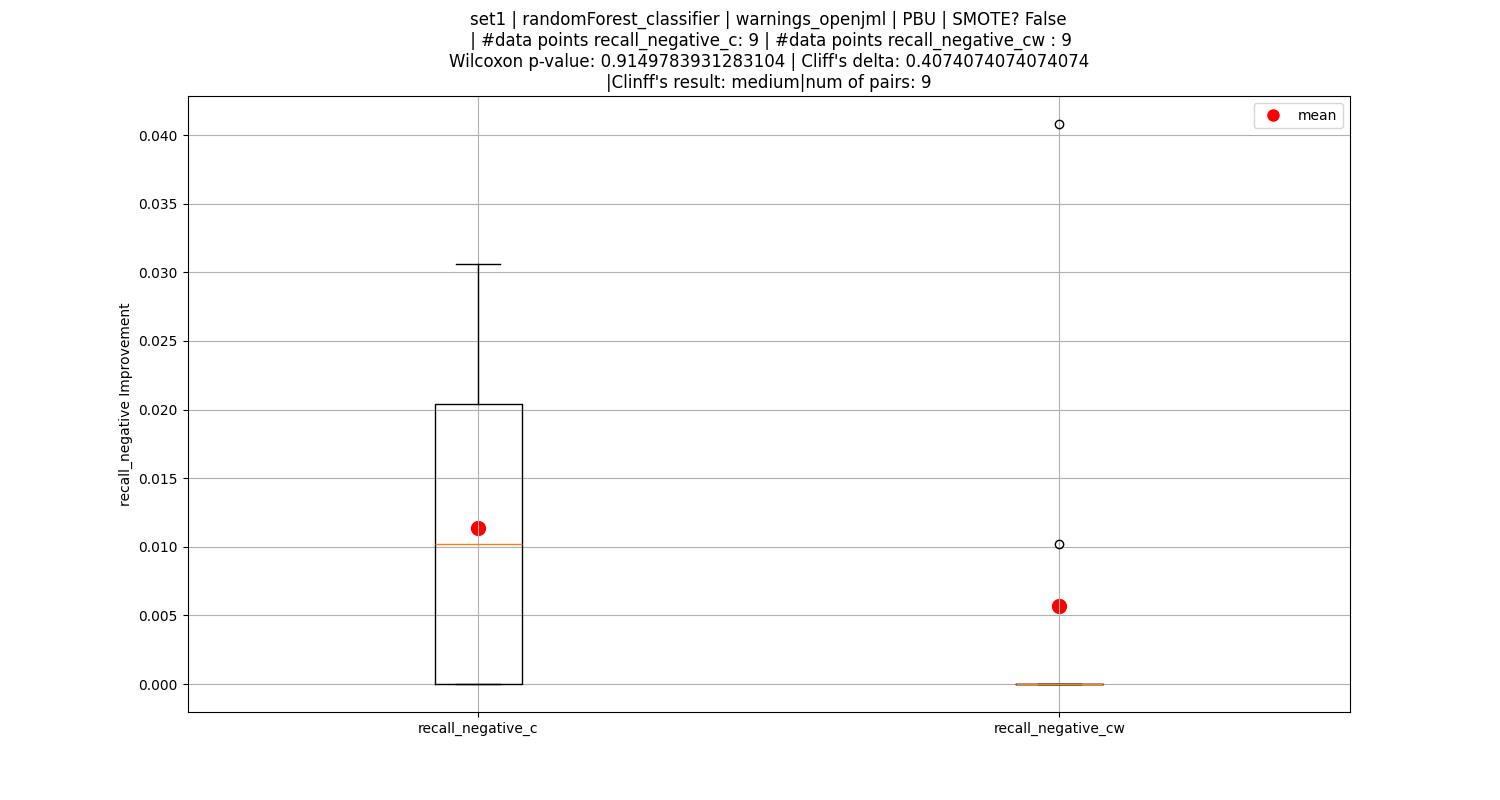 set1 | randomForest_classifier | warnings_openjml | PBU | SMOTE? False
| #data points recall_negative_c: 9 | #data points recall_negative_cw : 9
Wilcoxon p-value: 0.9149783931283104 | Cliff's delta: 0.4074074074074074
|Clinff's result: medium|num of pairs: 9
mean
0.040
0.035
0.030
0.025
0.020
0.015
0.010
0.005
0.000
recall_negative Improvement
recall_negative_c
recall_negative_cw